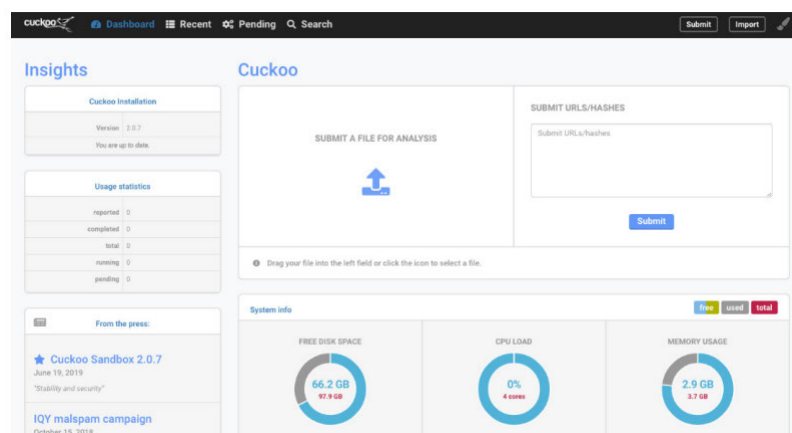 cuckoo Dashboard Recent Pending Search Submit Import
Insights
Cuckoo Installation
Version 2.0.7
You are up to date.
Usage statistics
reported 0
completed 0
total 0
running 0
pending 0
From the press:
Cuckoo Sandbox 2.0.7
June 19, 2019
"Stability and security"
IQY malspam campaign
October 15, 2018
Cuckoo
SUBMIT A FILE FOR ANALYSIS
SUBMIT URLS/HASHES
Submit URLs/hashes
Submit
Drag your file into the left field or click the icon to select a file.
System info
free used total
FREE DISK SPACE
66.2 GB
97.9 GB
CPU LOAD
0%
4 cores
MEMORY USAGE
2.9 GB
3.7 GB